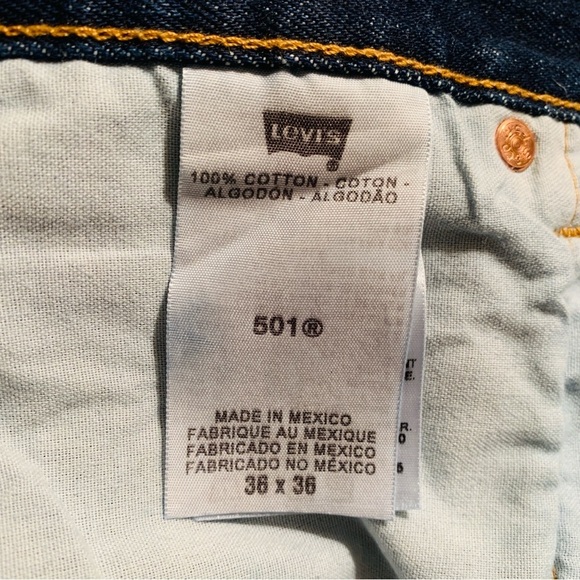 LEVI'S
®
100% COTTON - COTON -
ALGODÓN - ALGODÃO
501®
MADE IN MEXICO
FABRIQUE AU MEXIQUE
FABRICADO EN MEXICO
FABRICADO NO MÉXICO
36 x 36